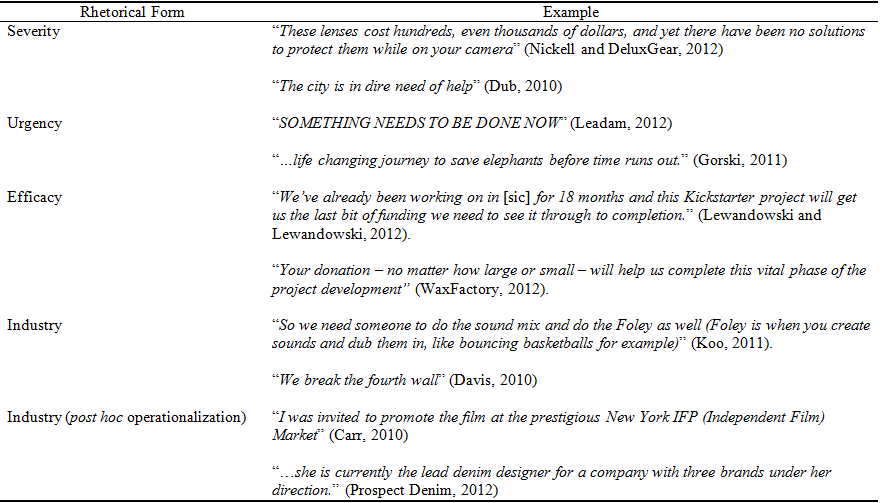 Rhetorical Form Example
Severity “These lenses cost hundreds, even thousands of dollars, and yet there have been no solutions
to protect them while on your camera” (Nickell and DeluxGear, 2012)
“The city is in dire need of help” (Dub, 2010)
Urgency “SOMETHING NEEDS TO BE DONE NOW” (Leadam, 2012)
“…life changing journey to save elephants before time runs out.” (Gorski, 2011)
Efficacy “We’ve already been working on in [sic] for 18 months and this Kickstarter project will get
us the last bit of funding we need to see it through to completion.” (Lewandowski and
Lewandowski, 2012).
“Your donation – no matter how large or small – will help us complete this vital phase of the
project development” (WaxFactory, 2012).
Industry “So we need someone to do the sound mix and do the Foley as well (Foley is when you create
sounds and dub them in, like bouncing basketballs for example)” (Koo, 2011).
“We break the fourth wall” (Davis, 2010)
Industry (post hoc operationalization) “I was invited to promote the film at the prestigious New York IFP (Independent Film)
Market” (Carr, 2010)
“…she is currently the lead denim designer for a company with three brands under her
direction.” (Prospect Denim, 2012)